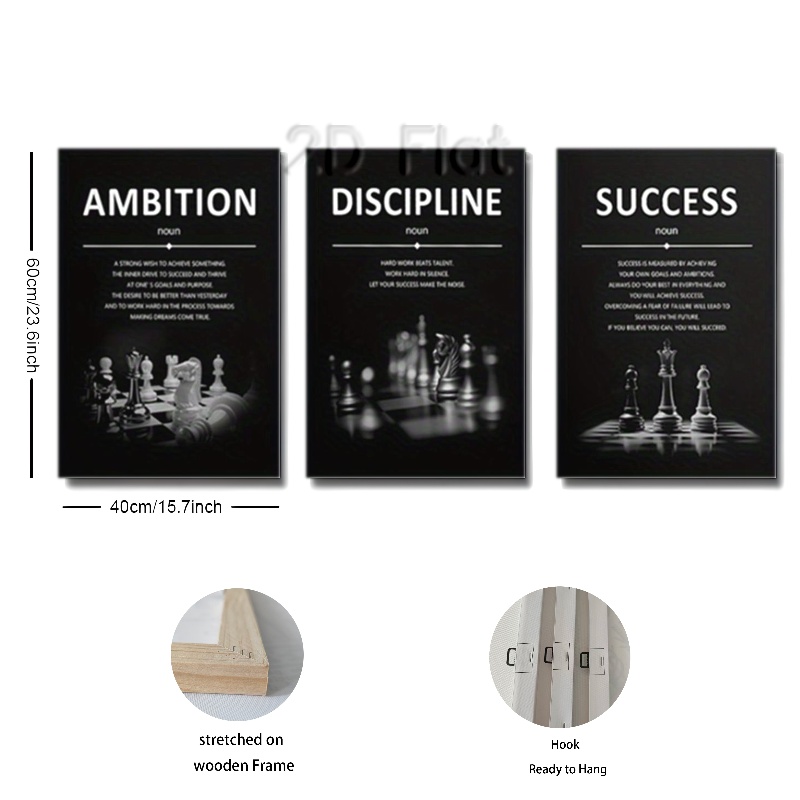 2D Flat
AMBITION
noun
A STRONG WISH TO ACHIEVE SOMETHING.
THE INNER DRIVE TO SUCCEED AND THRIVE
AT ONE'S GOALS AND PURPOSE.
THE DESIRE TO BE BETTER THAN YESTERDAY
AND TO WORK HARD IN THE PROCESS TOWARDS
MAKING DREAMS COME TRUE.
DISCIPLINE
noun
HARD WORK BEATS TALENT.
WORK HARD IN SILENCE.
LET YOUR SUCCESS MAKE THE NOISE.
SUCCESS
noun
SUCCESS IS MEASURED BY ACHIEVING
YOUR OWN GOALS AND AMBITIONS.
ALWAYS DO YOUR BEST IN EVERYTHING AND
YOU WILL ACHIEVE SUCCESS.
OVERCOMING A FEAR OF FAILURE WILL LEAD TO
SUCCESS IN THE FUTURE.
IF YOU BELIEVE YOU CAN, YOU WILL SUCCEED.
60cm/23.6inch
40cm/15.7inch
stretched on
wooden Frame
Hook
Ready to Hang